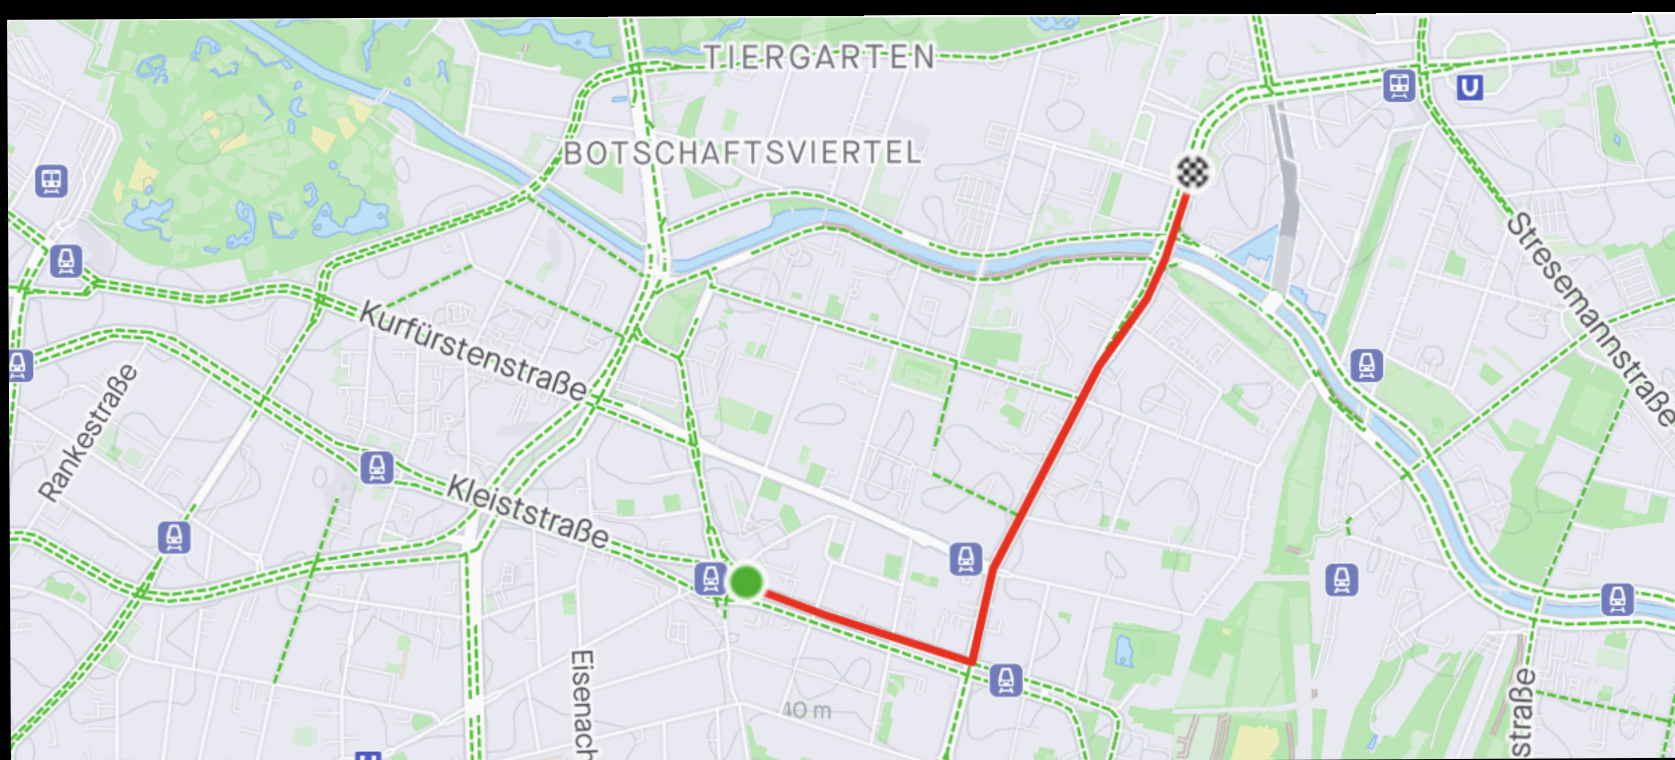 TIERGARTEN
U
BOTSCHAFTSVIERTEL
Stresemannstraße
Kurfürstenstraße
Rankestraße
Kleiststraße
Eisenach
40 m
straße